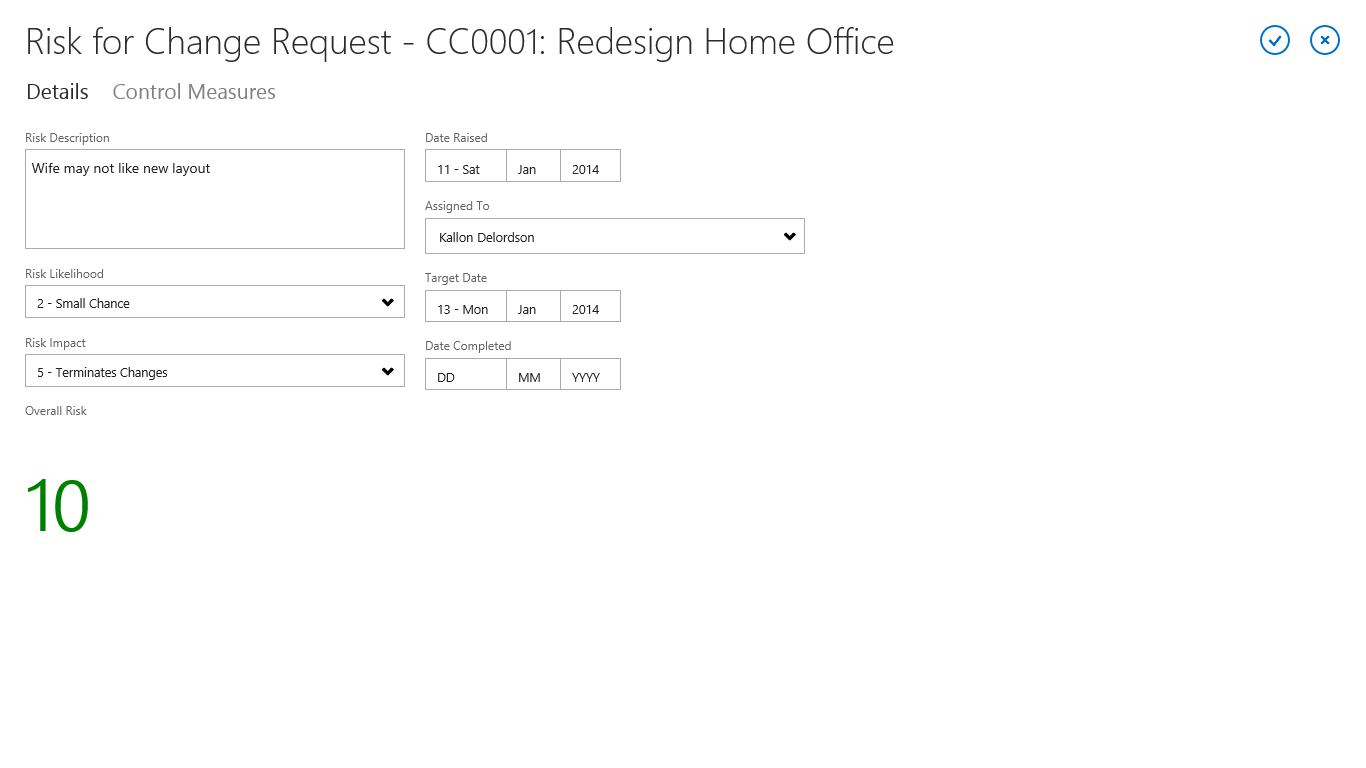 Risk for Change Request - CC0001: Redesign Home Office
Details Control Measures
Risk Description
Wife may not like new layout
Risk Likelihood
2 - Small Chance
Risk Impact
5 - Terminates Changes
Overall Risk
10
Date Raised
11 - Sat Jan 2014
Assigned To
Kallon Delordson
Target Date
13 - Mon Jan 2014
Date Completed
DD MM YYYY